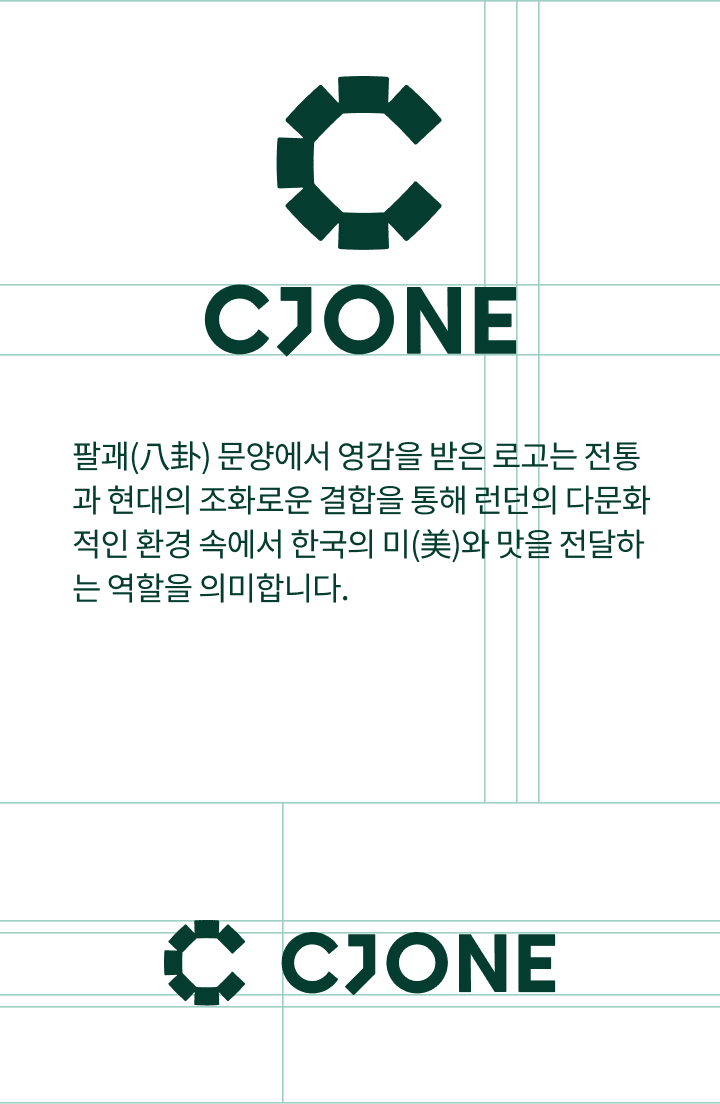 CJONE
팔괘(八卦) 문양에서 영감을 받은 로고는 전통
과 현대의 조화로운 결합을 통해 런던의 다문화
적인 환경 속에서 한국의 미(美)와 맛을 전달하
는 역할을 의미합니다.
CJONE